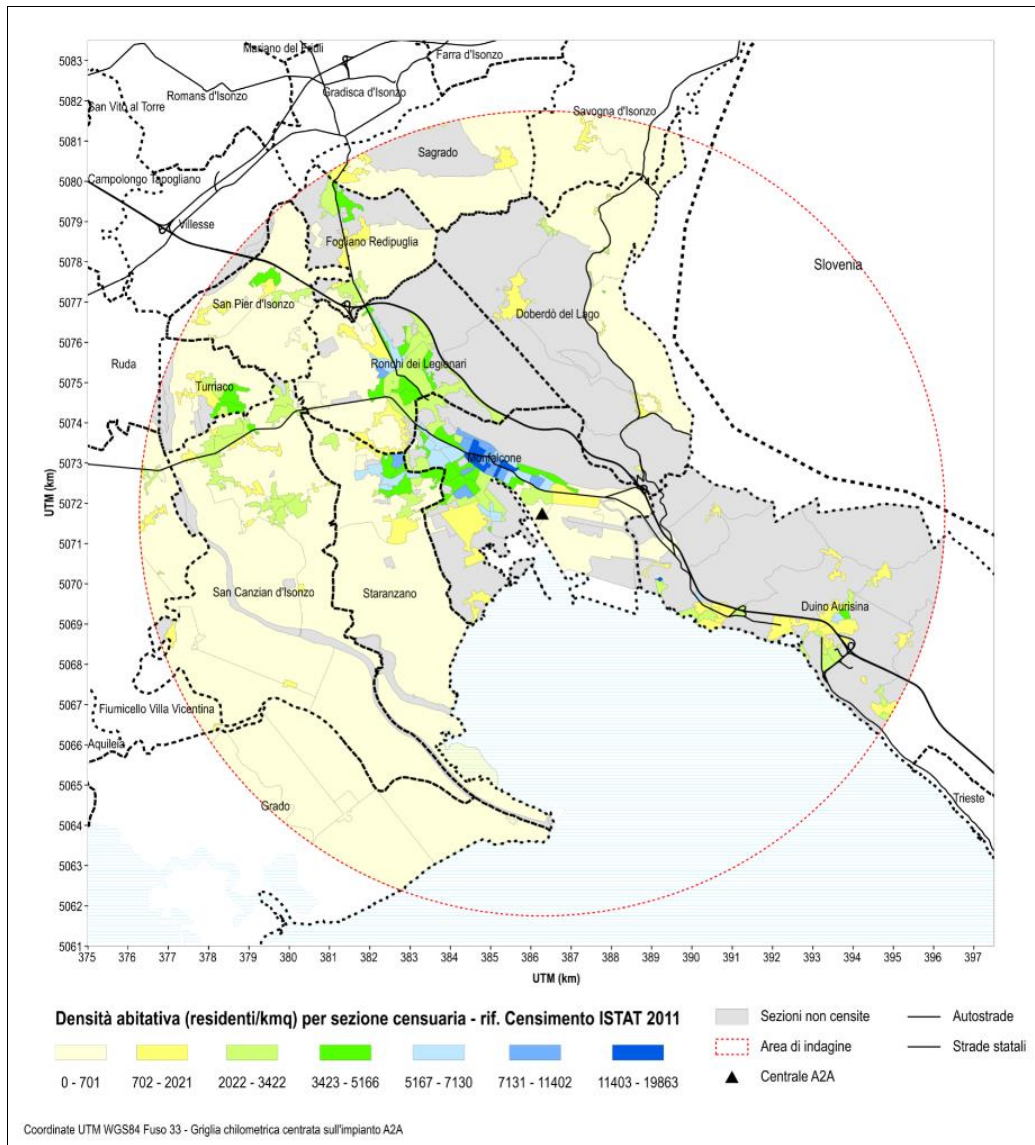 Mariano del Friuli
Farra d'Isonzo
Gradisca d'Isonzo
Romans d'Isonzo
San Vito al Torre
Savogna d'Isonzo
Sagrado
Campolongo Tapogliano
Villesse
Fogliano Redipuglia
Slovenia
San Pier d'Isonzo
Doberdò del Lago
Ruda
Ronchi dei Legionari
Turriaco
Monfalcone
San Canzian d'Isonzo
Staranzano
Duino Aurisina
Fiumicello Villa Vicentina
Aquileia
Grado
Trieste
UTM (km)
5083
5082
5081
5080
5079
5078
5077
5076
5075
5074
5073
5072
5071
5070
5069
5068
5067
5066
5065
5064
5063
5062
5061
375 376 377 378 379 380 381 382 383 384 385 386 387 388 389 390 391 392 393 394 395 396 397
UTM (km)
Densità abitativa (residenti/kmq) per sezione censuaria - rif. Censimento ISTAT 2011
0 - 701 702 - 2021 2022 - 3422 3423 - 5166 5167 - 7130 7131 - 11402 11403 - 19863
Sezioni non censite
Area di indagine
Centrale A2A
Autostrade
Strade statali
Coordinate UTM WGS84 Fuso 33 - Griglia chilometrica centrata sull'impianto A2A